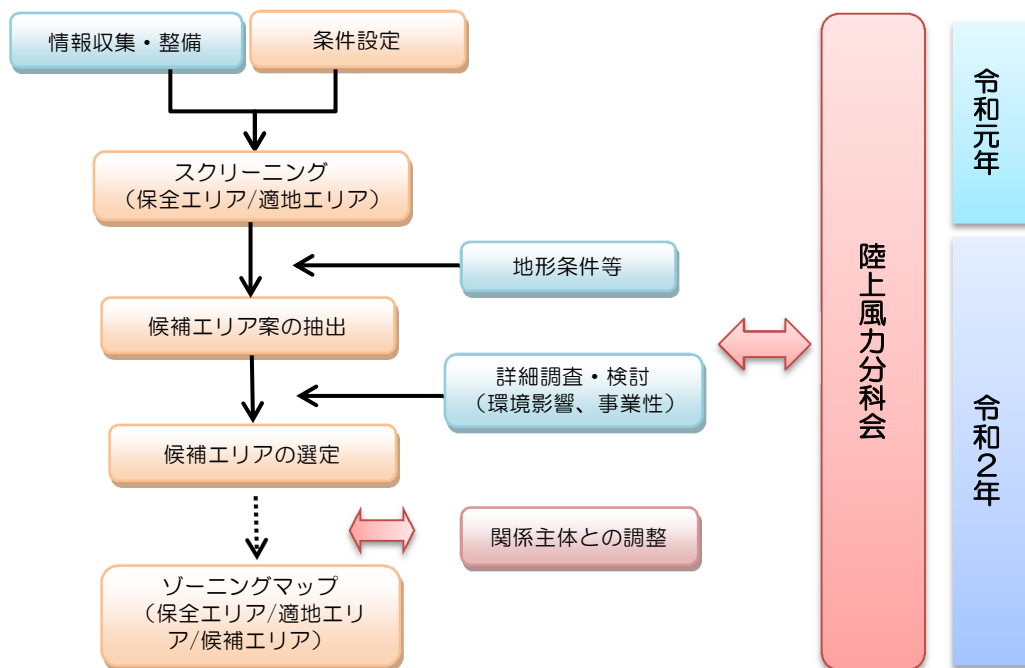 情報収集・整備
条件設定
スクリーニング
（保全エリア/適地エリア）
地形条件等
候補エリア案の抽出
詳細調査・検討
（環境影響、事業性）
候補エリアの選定
関係主体との調整
ゾーニングマップ
（保全エリア/適地エリ
ア/候補エリア）
陸上風力分科会
令和元年
令和２年